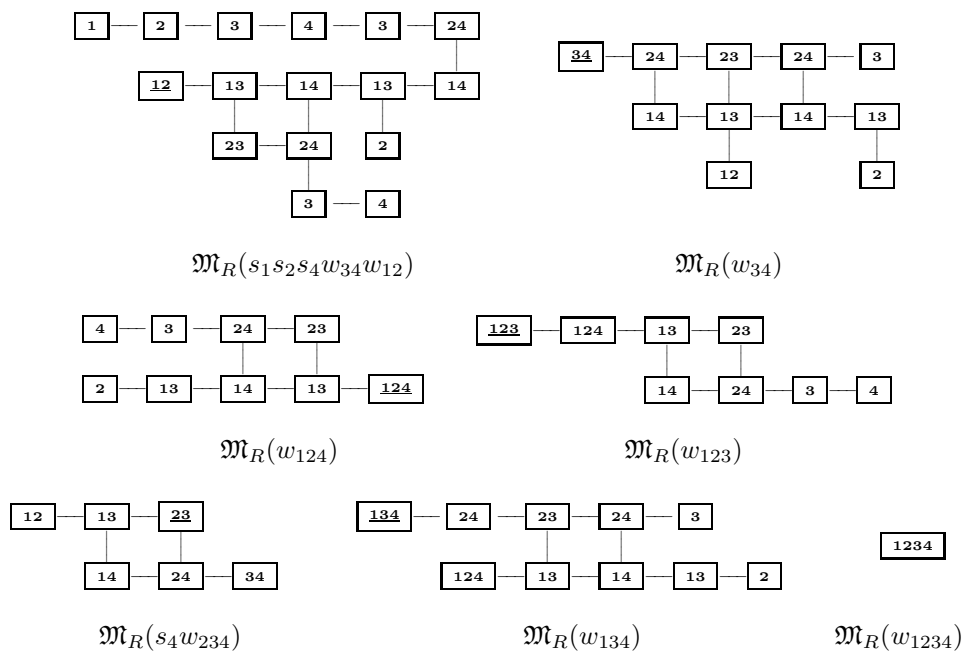 1 2 3 4 3 24
34 24 23 24 3
12 13 14 13 14
14 13 14 13
23 24 2
12 2
3 4
𝔐_R(s_1s_2s_4w_{34}w_{12}) 𝔐_R(w_{34})
4 3 24 23 123 124 13 23
2 13 14 13 124 14 24 3 4
𝔐_R(w_{124}) 𝔐_R(w_{123})
12 13 23 134 24 23 24 3
1234
14 24 34 124 13 14 13 2
𝔐_R(s_4w_{234}) 𝔐_R(w_{134}) 𝔐_R(w_{1234})